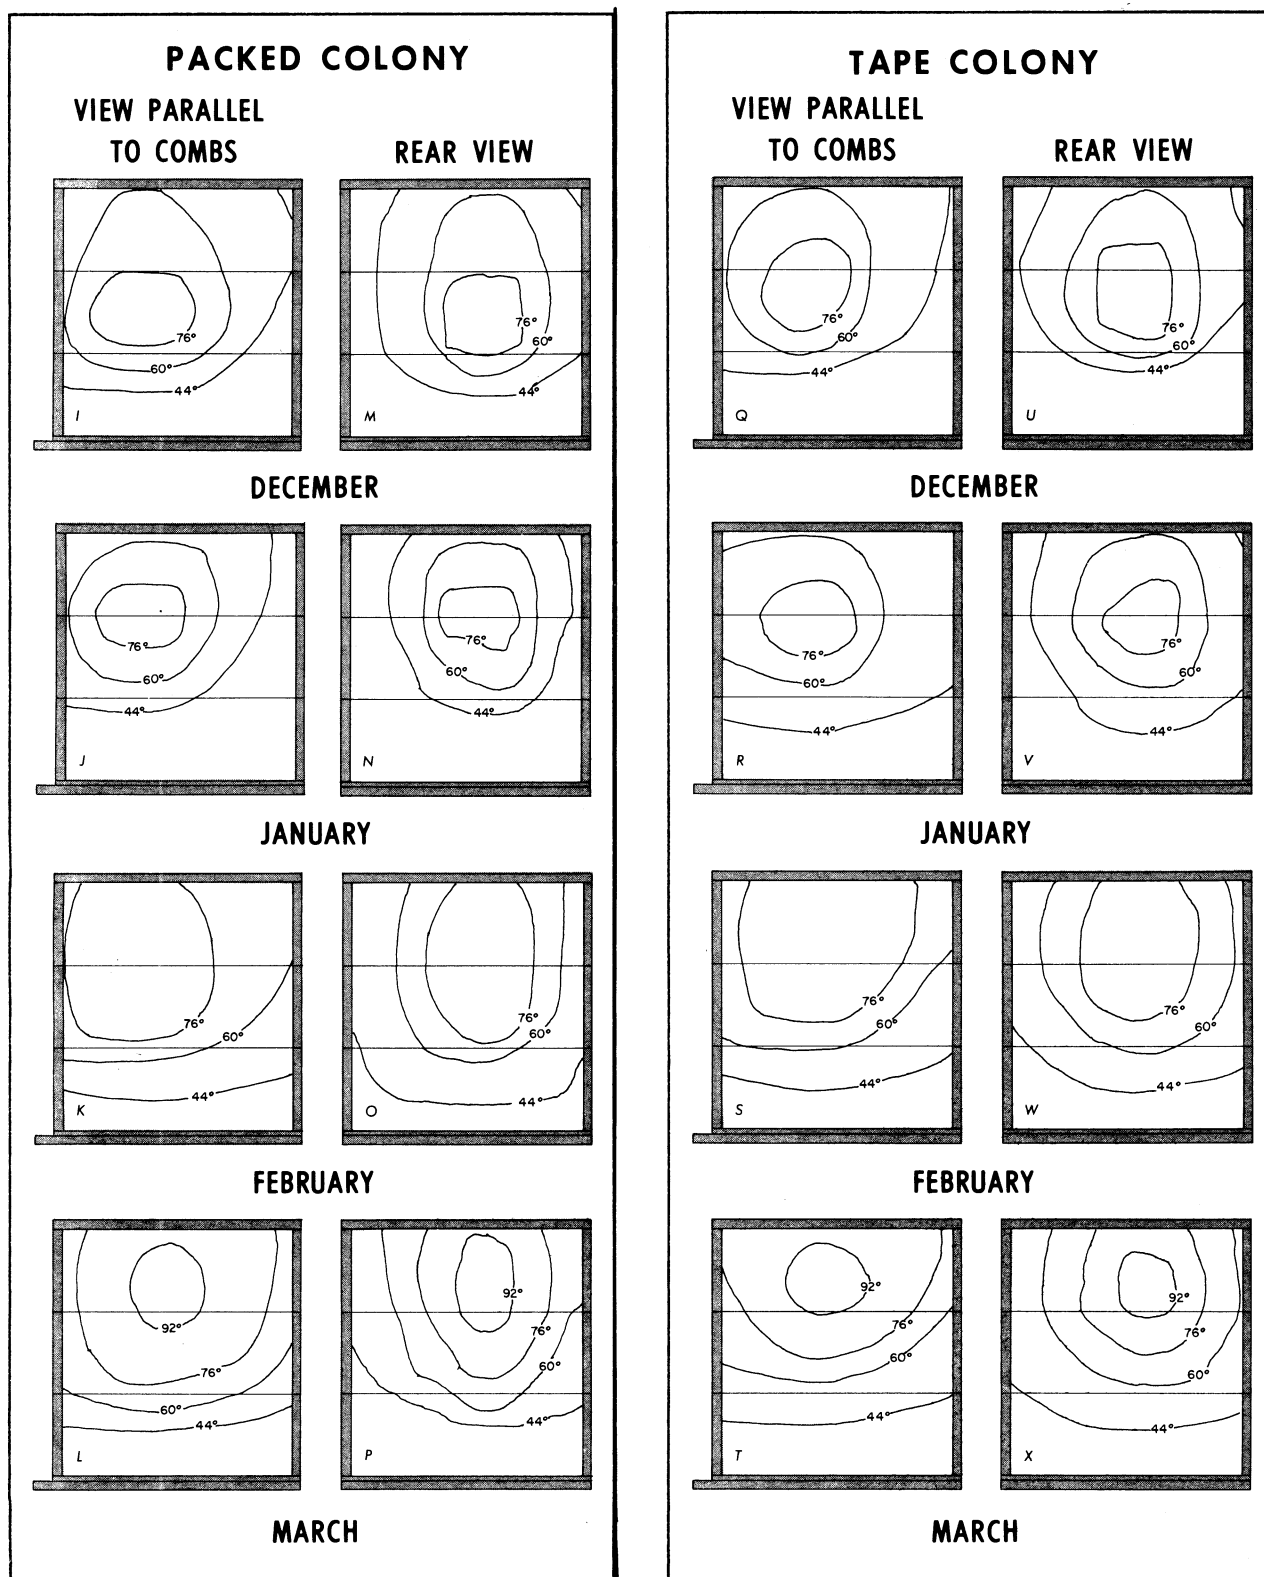 PACKED COLONY
VIEW PARALLEL
TO COMBS
REAR VIEW
76°
60°
44°
I
76°
60°
44°
M
DECEMBER
76°
60°
44°
J
76°
60°
44°
N
JANUARY
76°
60°
44°
K
76°
60°
44°
O
FEBRUARY
92°
76°
60°
44°
L
92°
76°
60°
44°
P
MARCH
TAPE COLONY
VIEW PARALLEL
TO COMBS
REAR VIEW
76°
60°
44°
Q
76°
60°
44°
U
DECEMBER
76°
60°
44°
R
76°
60°
44°
V
JANUARY
76°
60°
44°
S
76°
60°
44°
W
FEBRUARY
92°
76°
60°
44°
T
92°
76°
60°
44°
X
MARCH